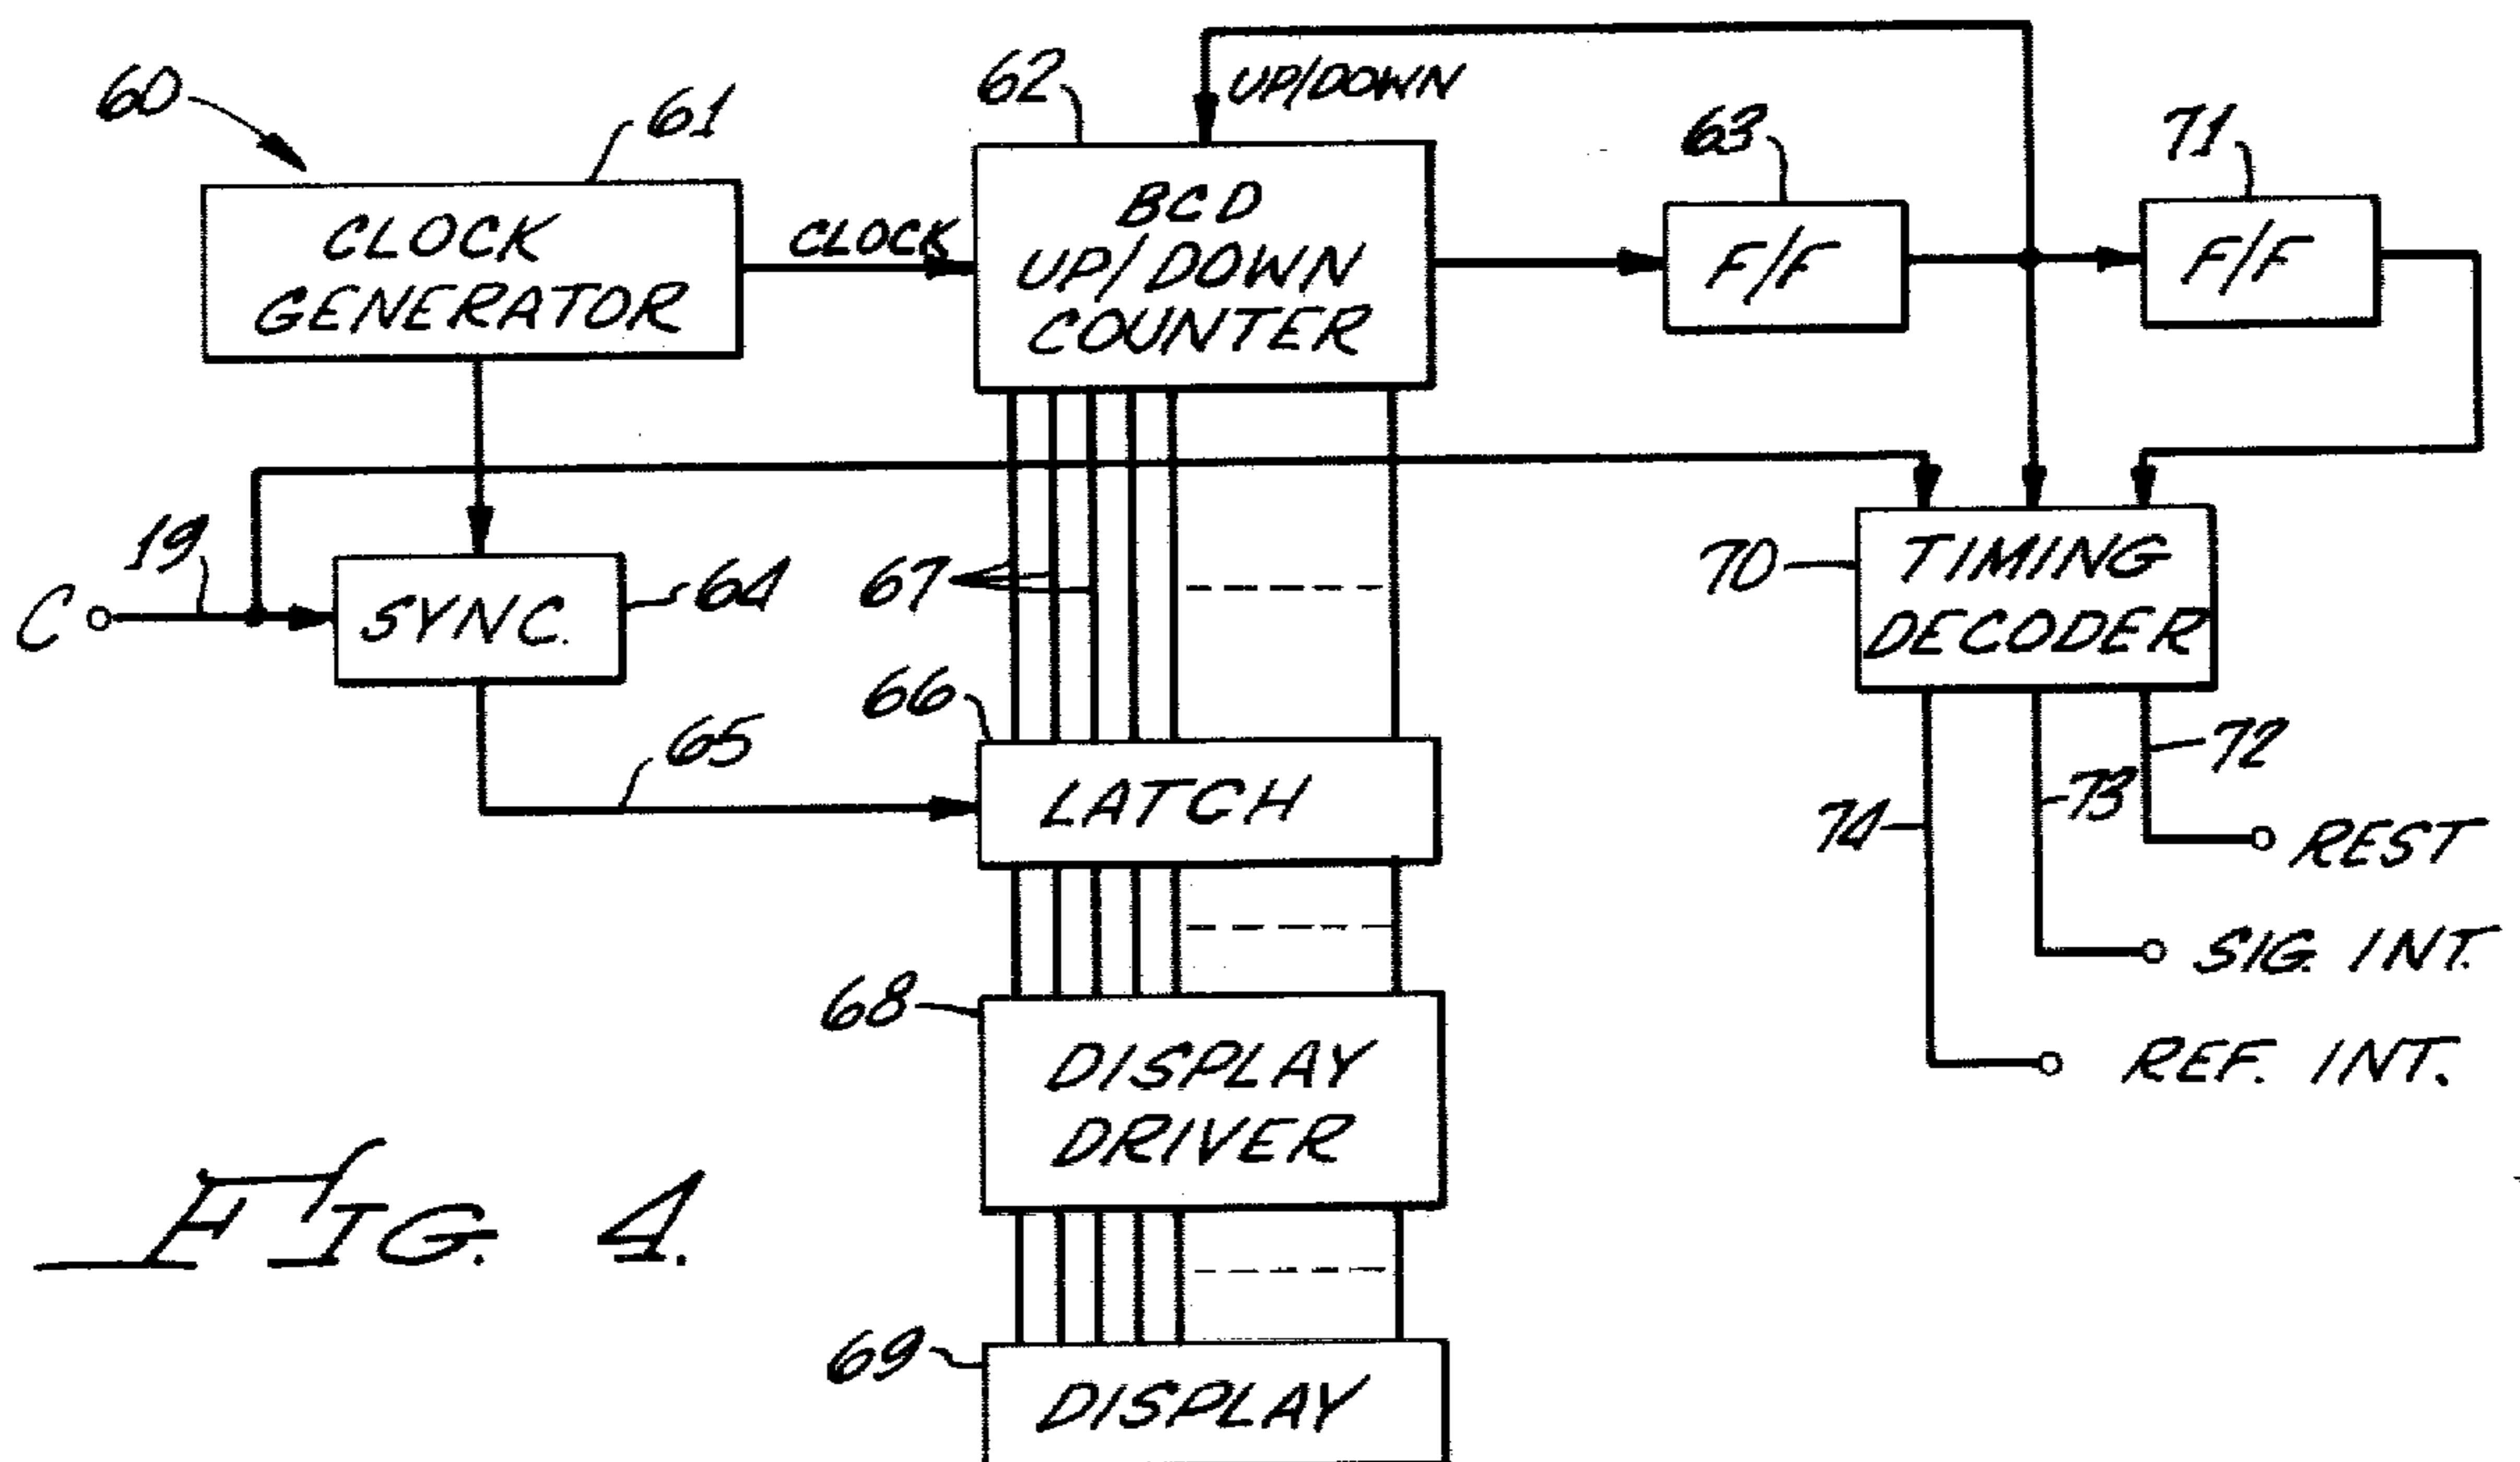 60
61
62
UP/DOWN
63
71
CLOCK
GENERATOR
CLOCK
BCD
UP/DOWN
COUNTER
F/F
F/F
C
19
SYNC.
64
67
70
TIMING
DECODER
65
66
LATCH
72
73
74
REST
SIG. INT.
REF. INT.
68
DISPLAY
DRIVER
69
DISPLAY
FIG. 4.